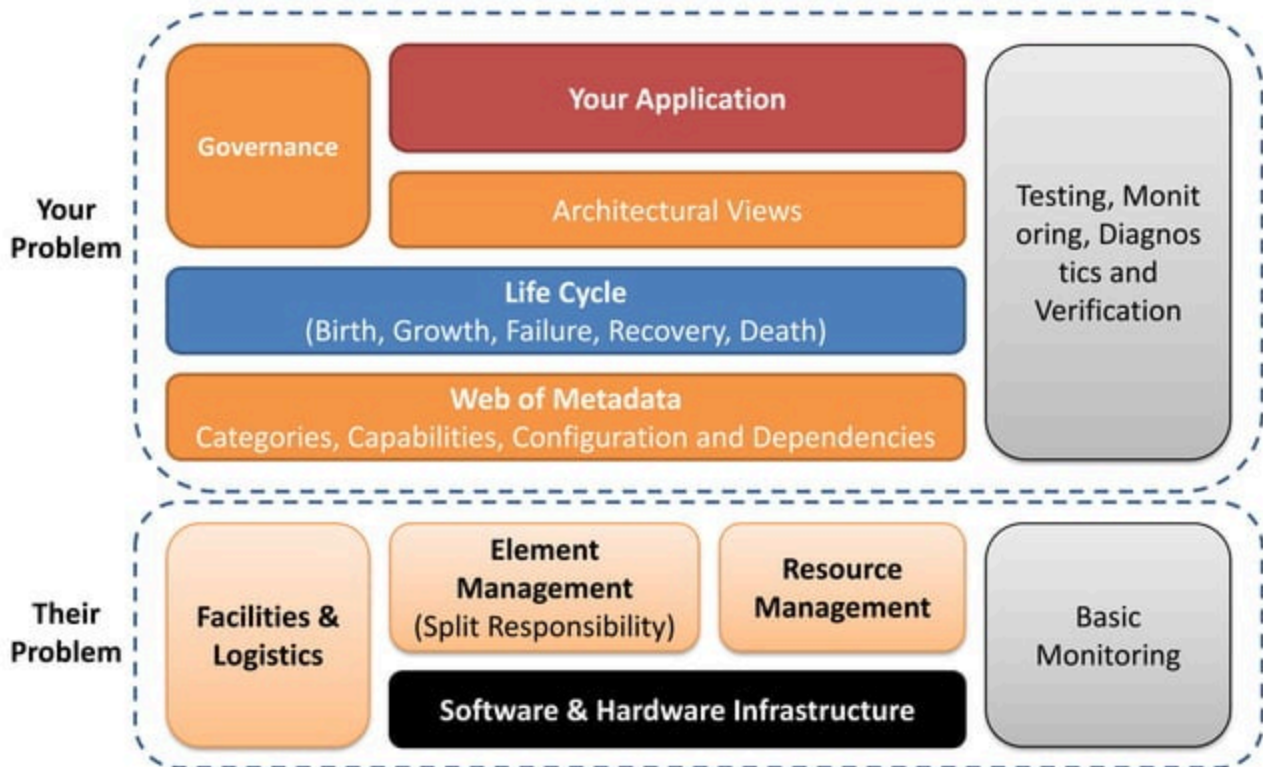 Your
Problem
Governance
Your Application
Architectural Views
Life Cycle
(Birth, Growth, Failure, Recovery, Death)
Web of Metadata
Categories, Capabilities, Configuration and Dependencies
Testing, Monit
oring, Diagnos
tics and
Verification
Their
Problem
Facilities &
Logistics
Element
Management
(Split Responsibility)
Resource
Management
Software & Hardware Infrastructure
Basic
Monitoring